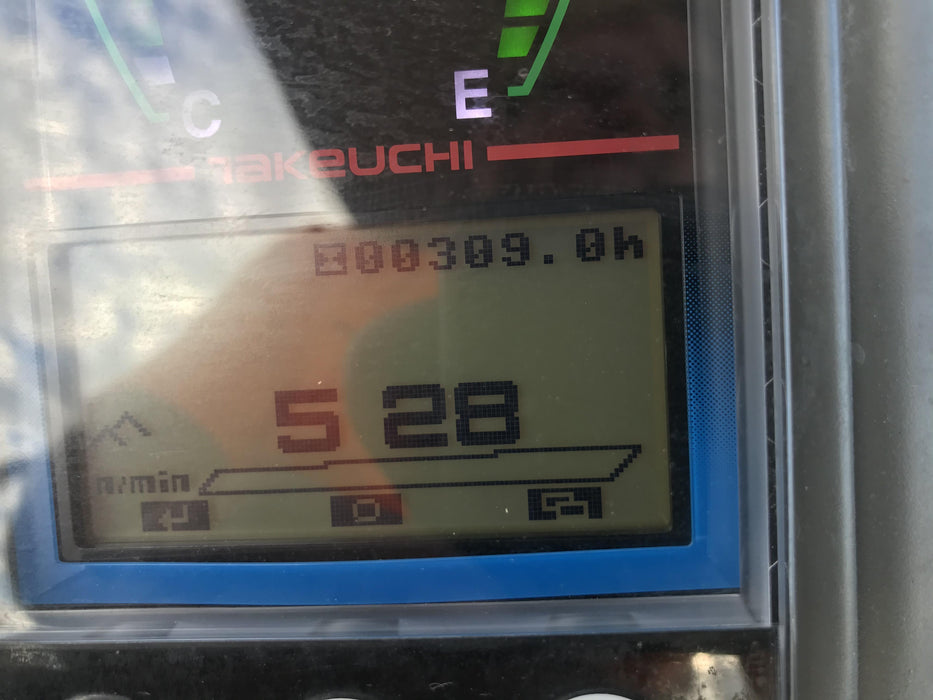 C
E
TAKEUCHI
00309.0h
5 28
n/min